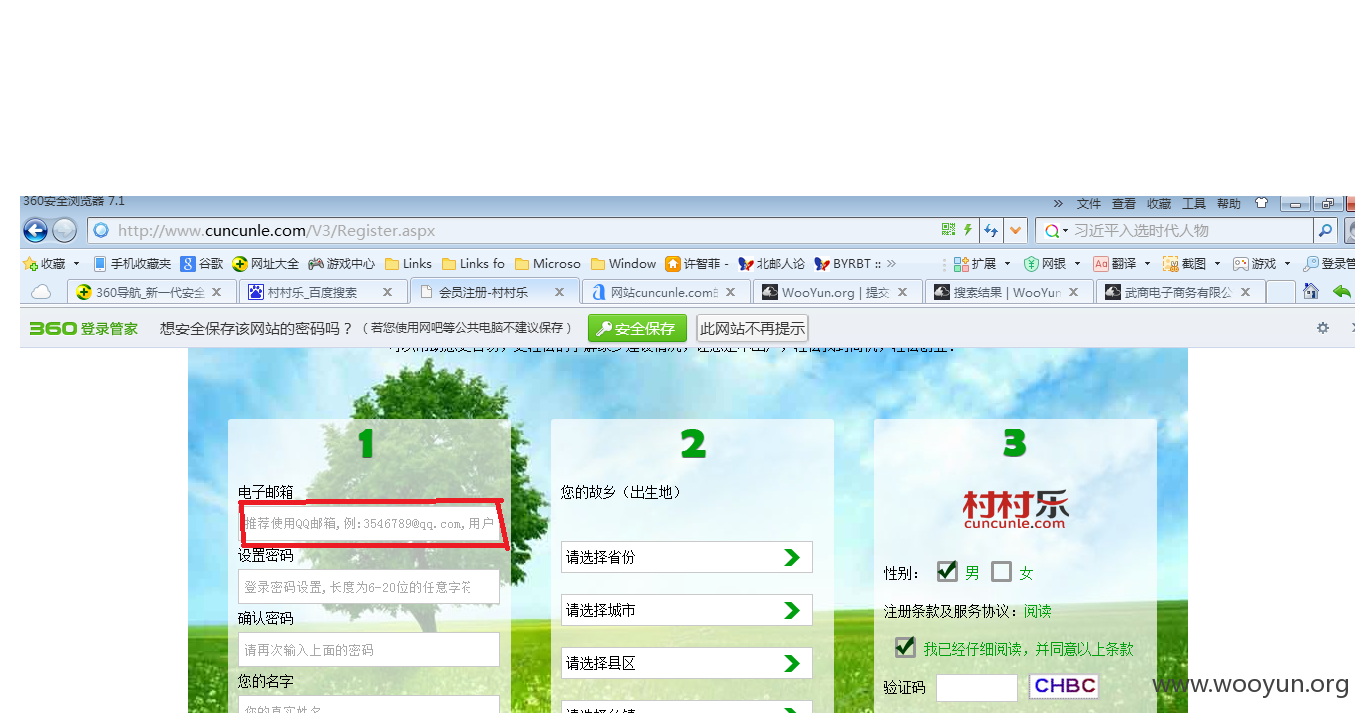 360安全浏览器 7.1
» 文件 查看 收藏 工具 帮助
http://www.cuncunle.com/V3/Register.aspx
习近平入选时代人物
收藏 手机收藏夹 谷歌 网址大全 游戏中心 Links Links fo Microso Window 许智菲 - 北邮人论 BYRBT :: » 扩展 网银 翻译 截图 游戏 登录管
360导航_新一代安全 村村乐_百度搜索 会员注册-村村乐 网站cuncunle.com WooYun.org | 提交 搜索结果 | WooYun 武商电子商务有限公
360 登录管家 想安全保存该网站的密码吗？（若您使用网吧等公共电脑不建议保存） 安全保存 此网站不再提示
1
电子邮箱
推荐使用QQ邮箱,例:3546789@qq.com,用户
设置密码
登录密码设置,长度为6-20位的任意字符
确认密码
请再次输入上面的密码
您的名字
您的真实姓名
2
您的故乡（出生地）
请选择省份
请选择城市
请选择县区
请选择乡镇
3
村村乐
cuncunle.com
性别： 男 女
注册条款及服务协议：阅读
我已经仔细阅读，并同意以上条款
验证码 CHBC
www.wooyun.org